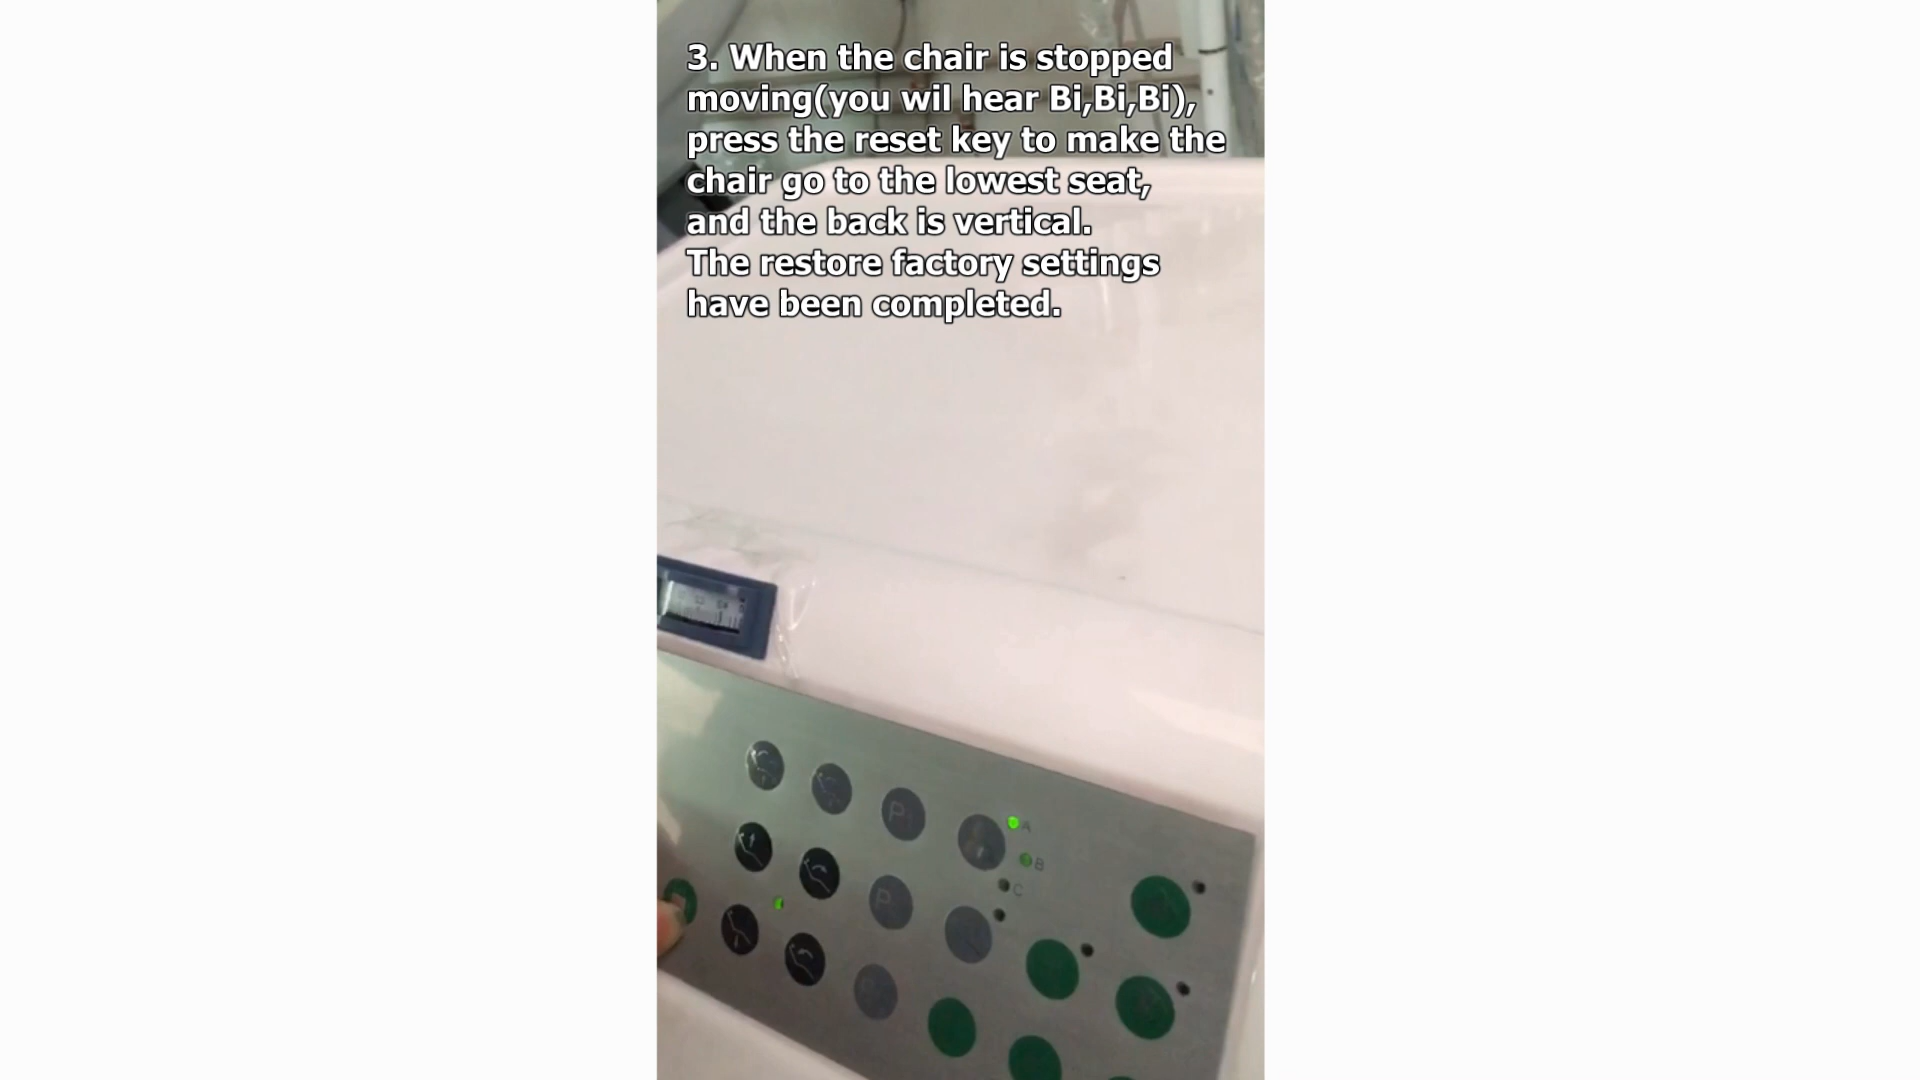 3. When the chair is stopped
moving(you wil hear Bi,Bi,Bi),
press the reset key to make the
chair go to the lowest seat,
and the back is vertical.
The restore factory settings
have been completed.
A
B
C
P
P